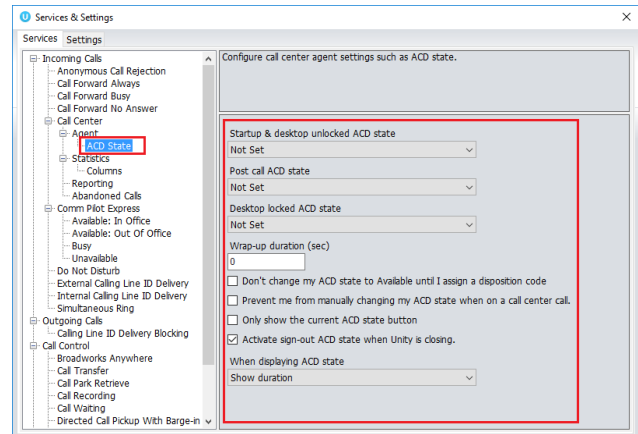 Services & Settings
Services Settings
Incoming Calls
Anonymous Call Rejection
Call Forward Always
Call Forward Busy
Call Forward No Answer
Call Center
Agent
ACD State
Statistics
Columns
Reporting
Abandoned Calls
Comm Pilot Express
Available: In Office
Available: Out Of Office
Busy
Unavailable
Do Not Disturb
External Calling Line ID Delivery
Internal Calling Line ID Delivery
Simultaneous Ring
Outgoing Calls
Calling Line ID Delivery Blocking
Call Control
Broadworks Anywhere
Call Transfer
Call Park Retrieve
Call Recording
Call Waiting
Directed Call Pickup With Barge-in
Configure call center agent settings such as ACD state.
Startup & desktop unlocked ACD state
Not Set
Post call ACD state
Not Set
Desktop locked ACD state
Not Set
Wrap-up duration (sec)
0
Don't change my ACD state to Available until I assign a disposition code
Prevent me from manually changing my ACD state when on a call center call.
Only show the current ACD state button
Activate sign-out ACD state when Unity is closing.
When displaying ACD state
Show duration